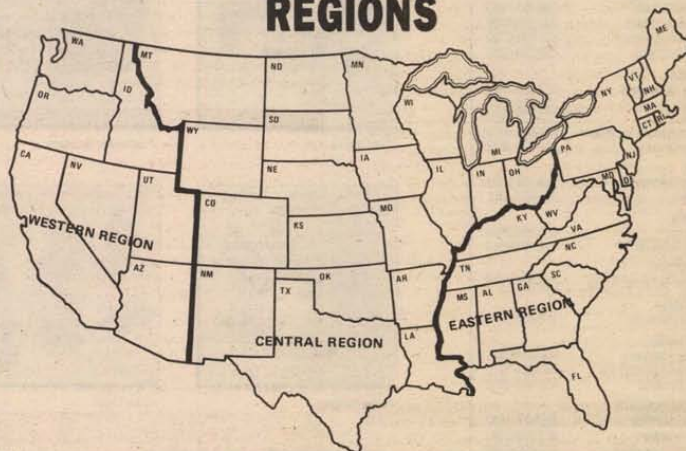 REGIONS
WA
MT
ND
MN
ME
OR
ID
WI
VT
NH
NY
MA
CT
RI
SD
WY
MI
PA
NJ
CA
NV
UT
NE
IA
IL
IN
OH
MD
DE
CO
KS
MO
KY
WV
VA
WESTERN REGION
AZ
NM
OK
TX
AR
TN
NC
SC
MS
AL
GA
EASTERN REGION
CENTRAL REGION
LA
FL